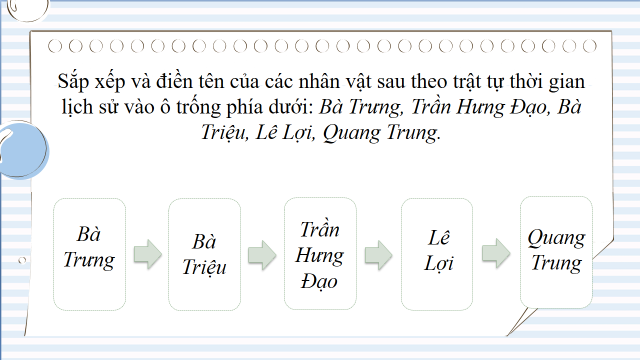 Sắp xếp và điền tên của các nhân vật sau theo trật tự thời gian
lịch sử vào ô trống phía dưới: Bà Trưng, Trần Hưng Đạo, Bà
Triệu, Lê Lợi, Quang Trung.
Bà
Trưng
Bà
Triệu
Trần
Hưng
Đạo
Lê
Lợi
Quang
Trung